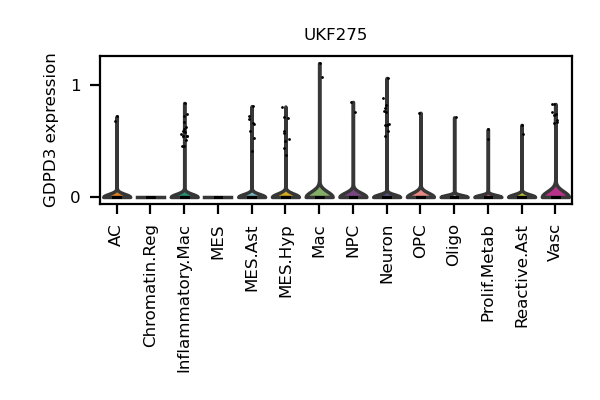 UKF275
GDPD3 expression
1
0
AC
Chromatin.Reg
Inflammatory.Mac
MES
MES.Ast
MES.Hyp
Mac
NPC
Neuron
OPC
Oligo
Prolif.Metab
Reactive.Ast
Vasc